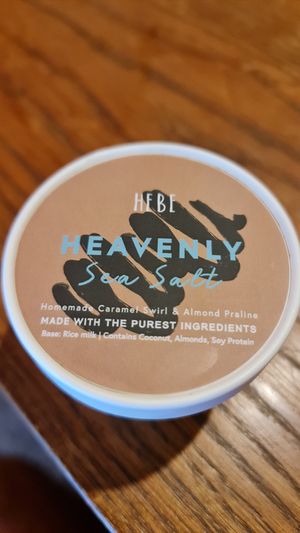 HEBE
HEAVENLY
Sea Salt
Homemade Caramel Swirl & Almond Praline
MADE WITH THE PUREST INGREDIENTS
Base: Rice milk | Contains Coconut, Almonds, Soy Protein